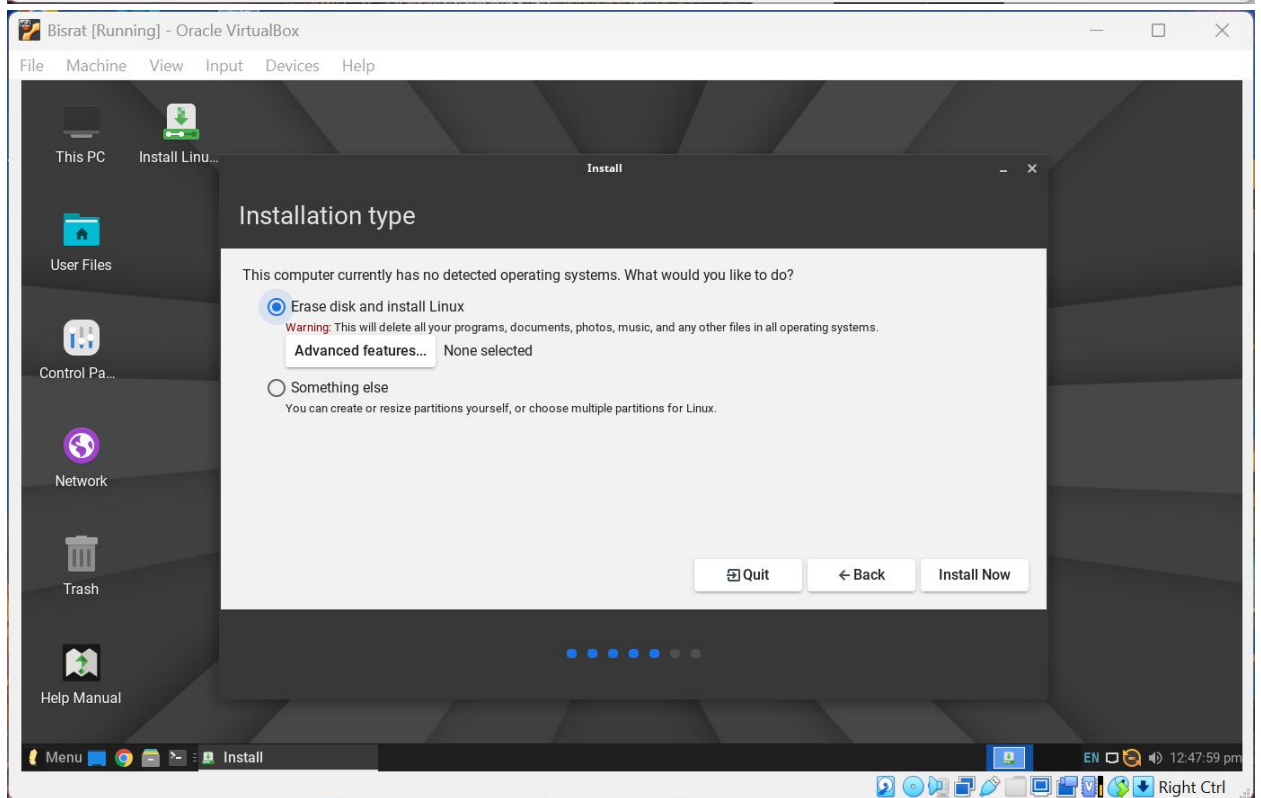 Bisrat [Running] - Oracle VirtualBox
File Machine View Input Devices Help
This PC
Install Linu...
Install
Installation type
User Files
This computer currently has no detected operating systems. What would you like to do?
Erase disk and install Linux
Warning: This will delete all your programs, documents, photos, music, and any other files in all operating systems.
Advanced features... None selected
Control Pa...
Something else
You can create or resize partitions yourself, or choose multiple partitions for Linux.
Network
Quit Back Install Now
Trash
Help Manual
Menu Install EN 12:47:59 pm
Right Ctrl